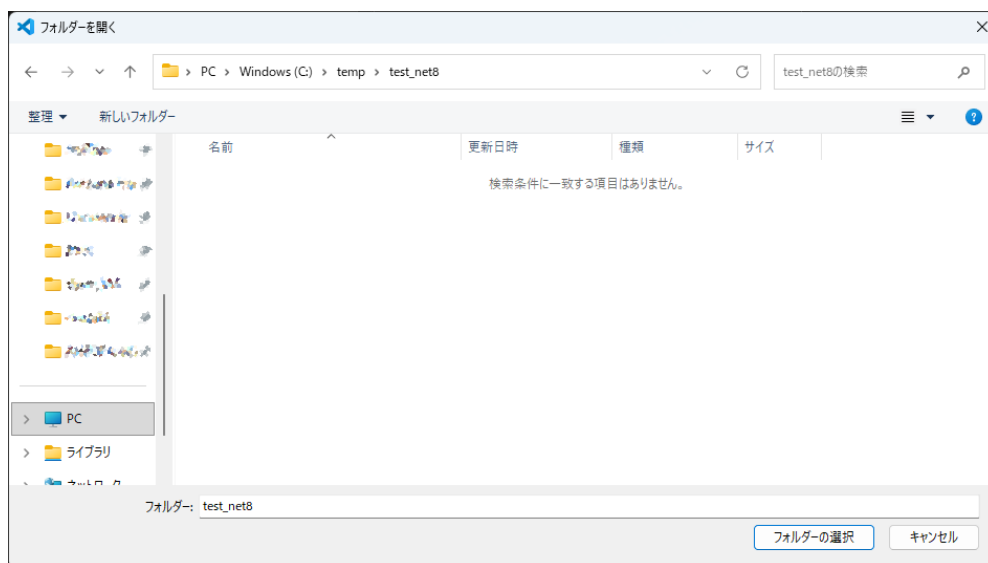 フォルダーを開く
PC > Windows (C:) > temp > test_net8
test_net8の検索
整理
新しいフォルダー
名前 更新日時 種類 サイズ
検索条件に一致する項目はありません。
PC
ライブラリ
フォルダー: test_net8
フォルダーの選択 キャンセル